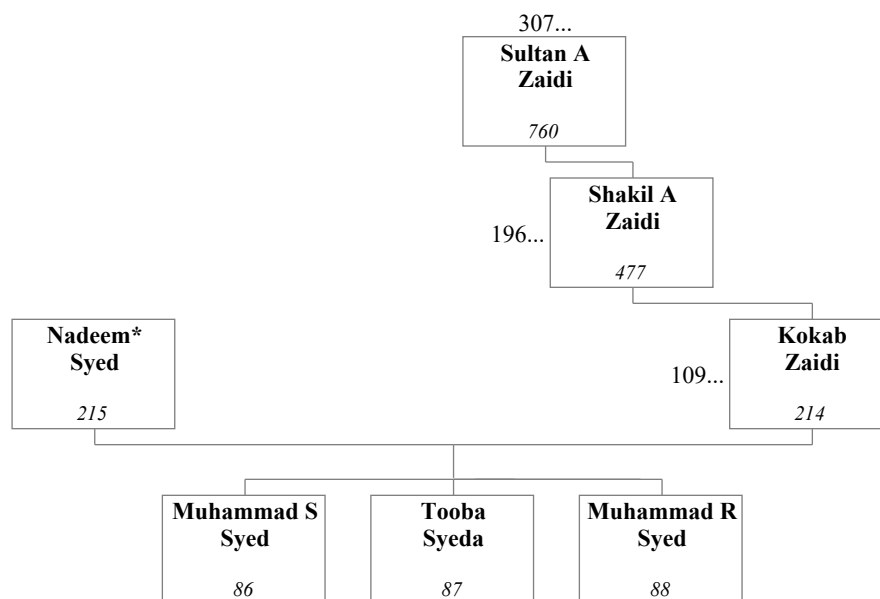 307...
Sultan A
Zaidi
760
Shakil A
Zaidi
196...
477
Nadeem*
Syed
215
Kokab
Zaidi
109...
214
Muhammad S
Syed
86
Tooba
Syeda
87
Muhammad R
Syed
88